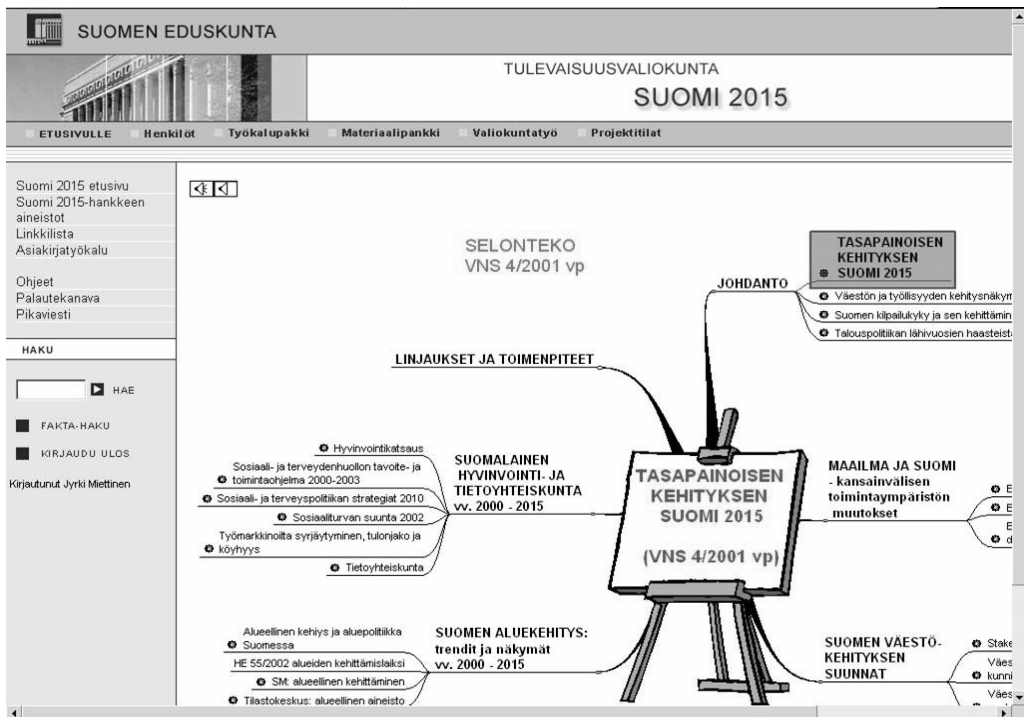 SUOMEN EDUSKUNTA
TULEVAISUUSVALIOKUNTA
SUOMI 2015
ETUSIVULLE Henkilöt Työkalupakki Materiaalipankki Valiokuntatyö Projektitilat
Suomi 2015 etusivu
Suomi 2015-hankkeen
aineistot
Linkkilista
Asiakirjatyökalu
Ohjeet
Palautekanava
Pikaviesti
HAKU
HAE
FAKTA-HAKU
KIRJAUDU ULOS
Kirjautunut Jyrki Miettinen
SELONTEKO
VNS 4/2001 vp
JOHDANTO
TASAPAINOISEN
KEHITYKSEN
SUOMI 2015
Väestön ja työllisyyden kehitysnäkym
Suomen kilpailukyky ja sen kehittämin
Talouspolitiikan lähivuosien haasteista
LINJAUKSET JA TOIMENPITEET
Hyvinvointikatsaus
Sosiaali- ja terveydenhuollon tavoite- ja
toimintaohjelma 2000-2003
Sosiaali- ja terveyspolitiikan strategiat 2010
Sosiaaliturvan suunta 2002
Työmarkkinoilta syrjäytyminen, tulonjako ja
köyhyys
Tietoyhteiskunta
SUOMALAINEN
HYVINVOINTI- JA
TIETOYHTEISKUNTA
vv. 2000 - 2015
TASAPAINOISEN
KEHITYKSEN
SUOMI 2015
(VNS 4/2001 vp)
MAAILMA JA SUOMI
- kansainvälisen
toimintaympäristön
muutokset
E
E
E
d
Alueellinen kehiys ja aluepolitiikka
Suomessa
HE 55/2002 alueiden kehittämislaiksi
SM: alueellinen kehittäminen
Tilastokeskus: alueellinen aineisto
SUOMEN ALUEKEHITYS:
trendit ja näkymät
vv. 2000 - 2015
SUOMEN VÄESTÖ-
KEHITYKSEN
SUUNNAT
Stake
Väes
kunni
Väes